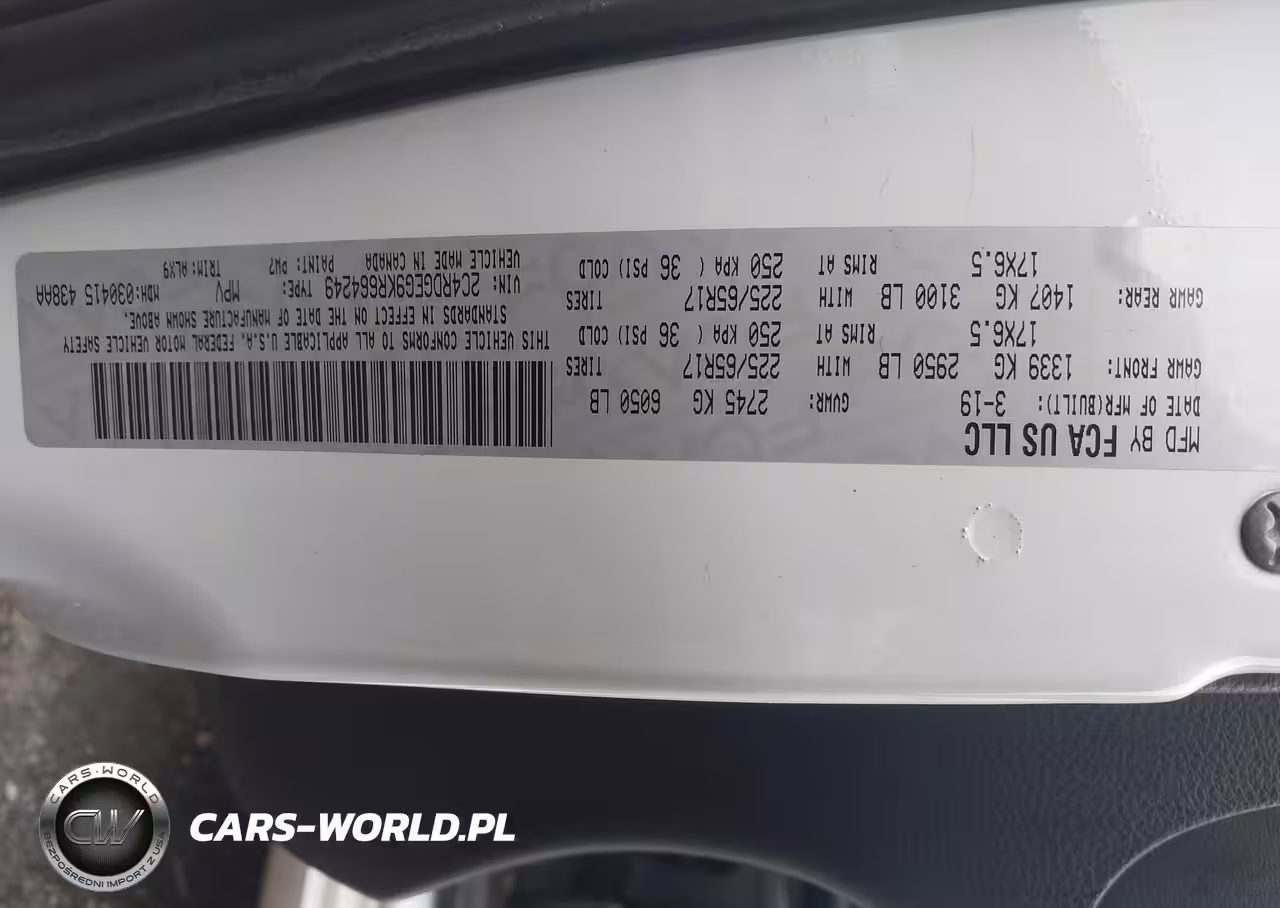 MFD BY FCA US LLC
DATE OF MFR(BUILT): 3-19 GVWR: 2745 KG 6050 LB
GAWR FRONT: 1339 KG 2950 LB WITH 225/65R17 TIRES
17X6.5 RIMS AT 250 KPA ( 36 PSI) COLD
GAWR REAR: 1407 KG 3100 LB WITH 225/65R17 TIRES
17X6.5 RIMS AT 250 KPA ( 36 PSI) COLD
THIS VEHICLE CONFORMS TO ALL APPLICABLE U.S.A. FEDERAL MOTOR VEHICLE SAFETY
STANDARDS IN EFFECT ON THE DATE OF MANUFACTURE SHOWN ABOVE.
VIN: 2C4RDGEG9KR664249 TYPE: MPV MDH:030415 438AA
VEHICLE MADE IN CANADA PAINT: PW7 TRIM:ALX9
CARS-WORLD
CW
BEZPOŚREDNI IMPORT Z USA
CARS-WORLD.PL